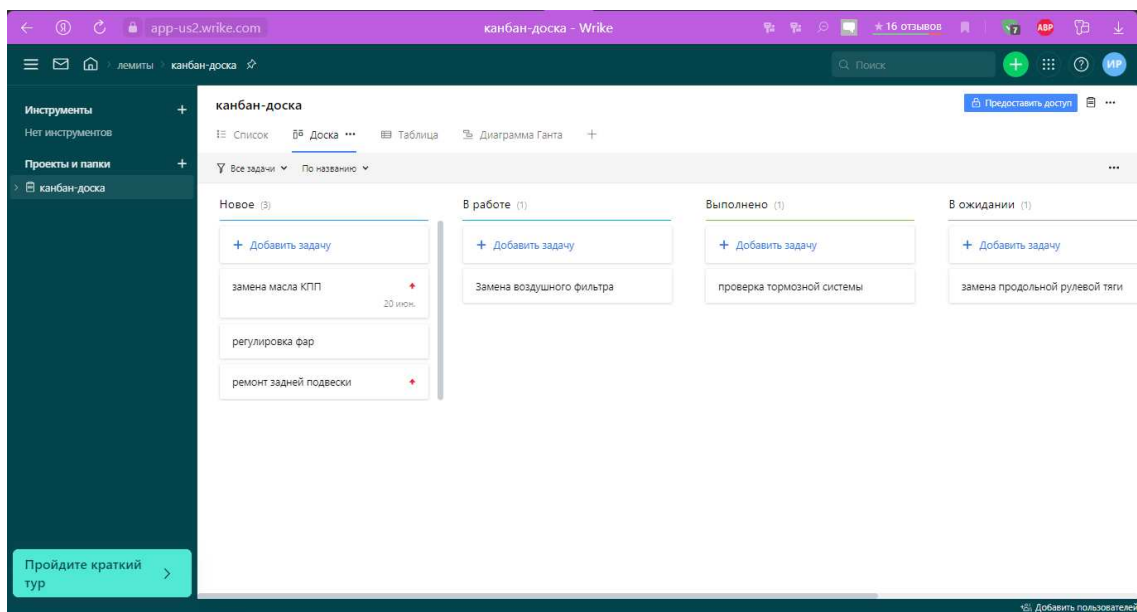 app-us2.wrike.com
канбан-доска - Wrike
★ 16 отзывов
7
ABP
лемиты
канбан-доска
Поиск
ИР
Инструменты
Нет инструментов
Проекты и папки
канбан-доска
Пройдите краткий
тур
канбан-доска
Предоставить доступ
Список
Доска
Таблица
Диаграмма Ганта
Все задачи
По названию
Новое (3)
+ Добавить задачу
замена масла КПП
20 июн.
регулировка фар
ремонт задней подвески
В работе (1)
+ Добавить задачу
Замена воздушного фильтра
Выполнено (1)
+ Добавить задачу
проверка тормозной системы
В ожидании (1)
+ Добавить задачу
замена продольной рулевой тяги
Добавить пользователей